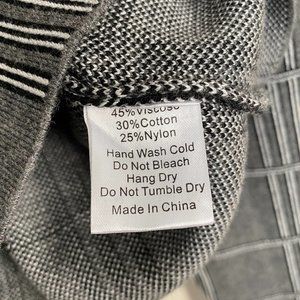 45%Viscose
30%Cotton
25%Nylon
Hand Wash Cold
Do Not Bleach
Hang Dry
Do Not Tumble Dry
Made In China